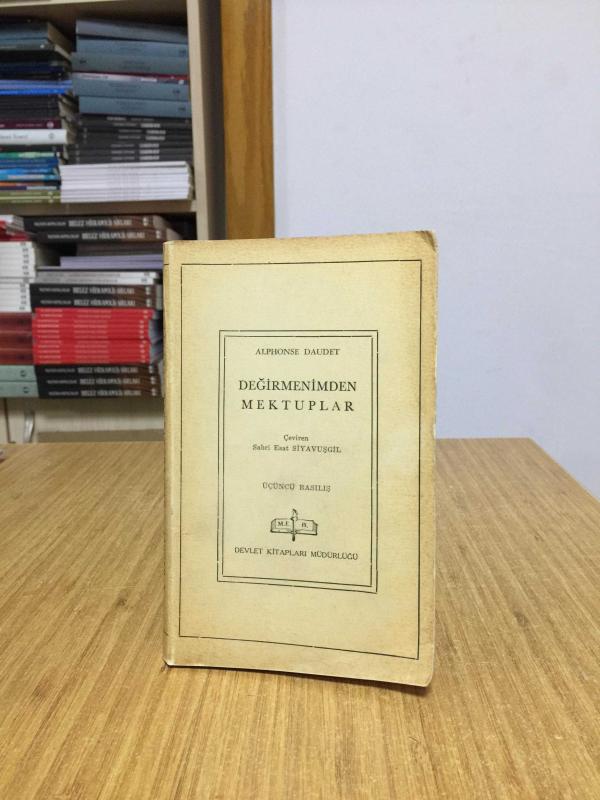 ALPHONSE DAUDET
DEĞİRMENİMDEN
MEKTUPLAR
Çeviren
Sabri Esat SİYAVUŞGİL
ÜÇÜNCÜ BASILIŞ
M.E. B.
DEVLET KİTAPLARI MÜDÜRLÜĞÜ